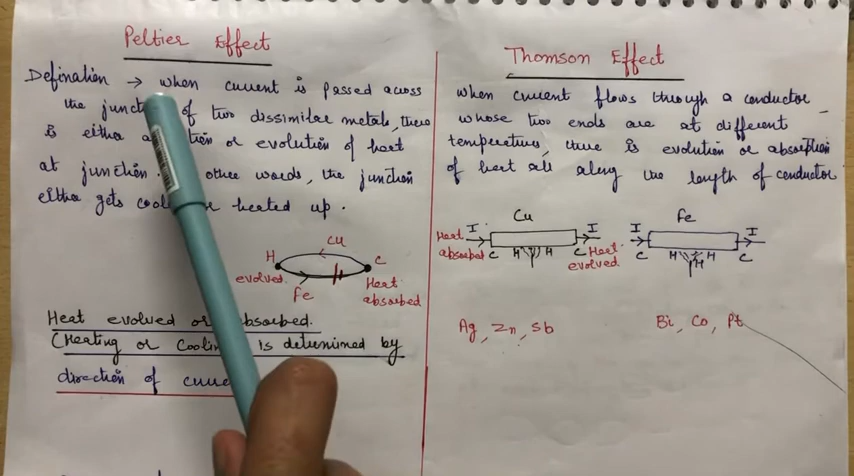 Peltier Effect
Defination → when current is passed across
the junct of two dissimilar metals, there
is either a tion or evolution of heat
at junction. other words, the junction
either gets cool or heated up.
Cu
H C
evolved. Heat
Fe absorbed
Heat evolved or absorbed.
(Heating or Cooling is determined by
direction of curre
Thomson Effect
when current flows through a conductor
whose two ends are at different
temperatures, there is evolution or absorption
of heat all along the length of conductor
Cu
Heat I I
absorbed C H H C Heat
evolved
Fe
I I
C H H H C
Ag, Zn, Sb
Bi, Co, Pt